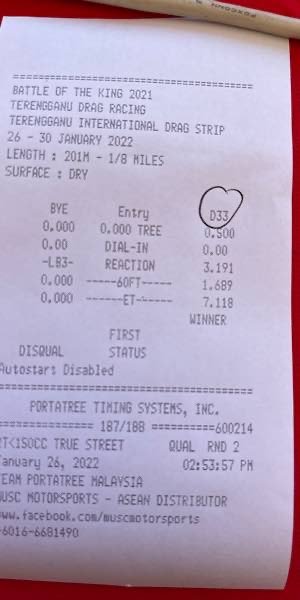 ================================
BATTLE OF THE KING 2021
TERENGGANU DRAG RACING
TERENGGANU INTERNATIONAL DRAG STRIP
26 - 30 JANUARY 2022
LENGTH : 201M - 1/8 MILES
SURFACE : DRY
BYE Entry D33
0.000 0.000 TREE 0.500
0.00 DIAL-IN 0.00
-LB3- REACTION 3.191
0.000 -----60FT---- 1.689
0.000 ------ET----- 7.118
WINNER
FIRST
DISQUAL STATUS
Autostart Disabled
================================
PORTATREE TIMING SYSTEMS, INC.
============= 187/188 ==========600214
150CC TRUE STREET QUAL RND 2
January 26, 2022 02:53:57 PM
TEAM PORTATREE MALAYSIA
MUSC MOTORSPORTS - ASEAN DISTRIBUTOR
www.facebook.com/muscmotorsports
+6016-6681490